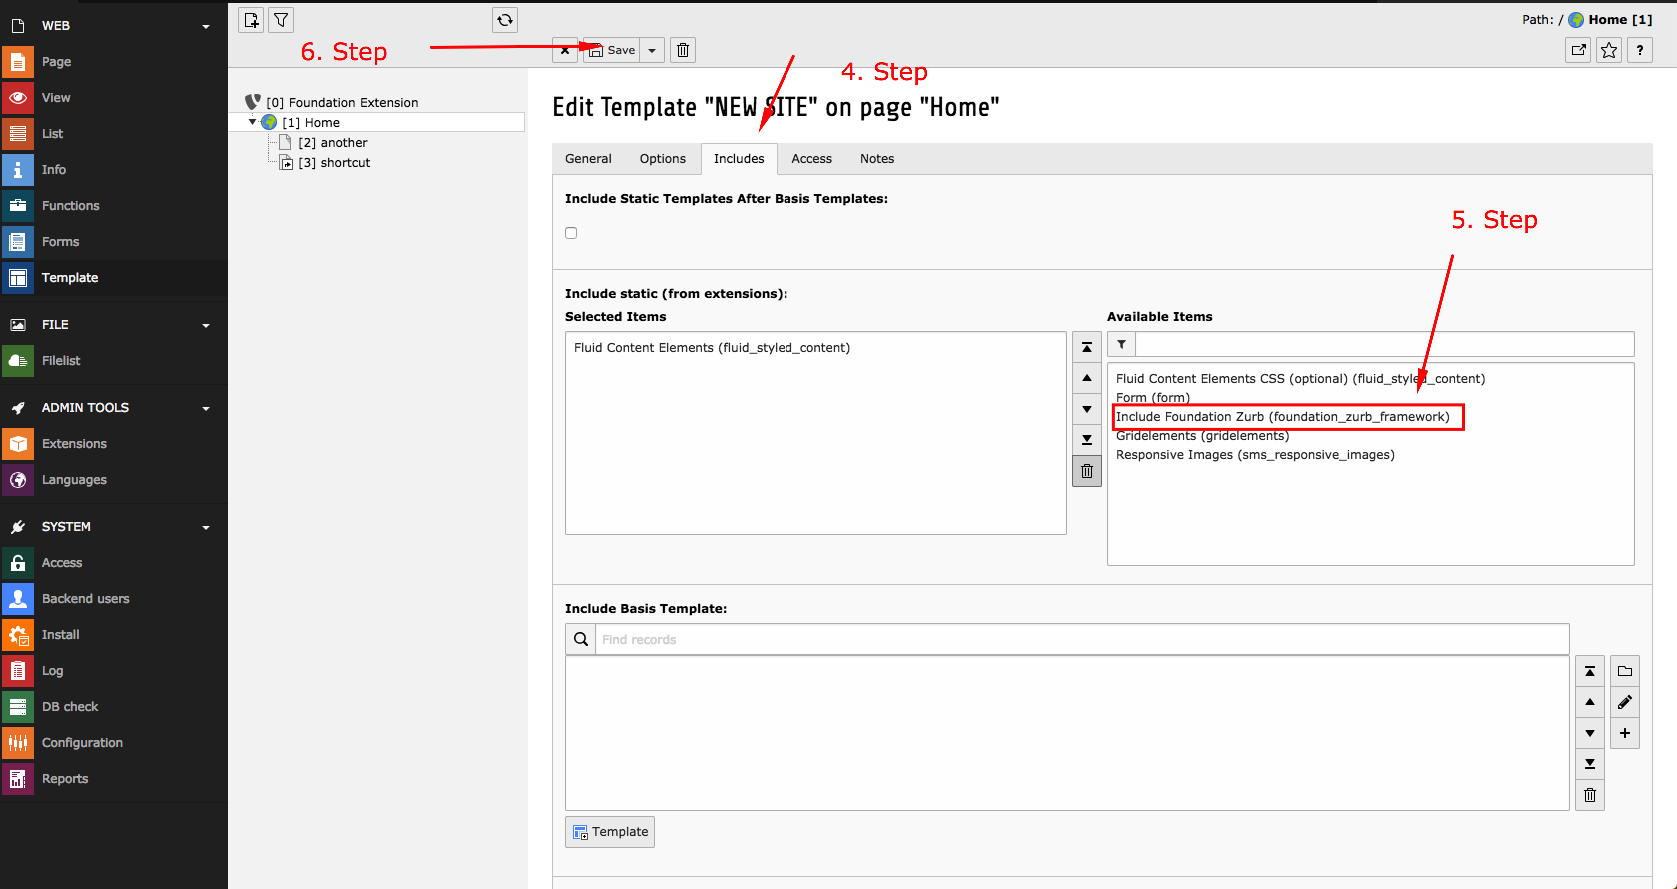 WEB
Page
View
List
Info
Functions
Forms
Template
FILE
Filelist
ADMIN TOOLS
Extensions
Languages
SYSTEM
Access
Backend users
Install
Log
DB check
Configuration
Reports
[0] Foundation Extension
[1] Home
[2] another
[3] shortcut
Path: / Home [1]
6. Step
Save
?
4. Step
Edit Template "NEW SITE" on page "Home"
General Options Includes Access Notes
Include Static Templates After Basis Templates:
5. Step
Include static (from extensions):
Selected Items
Available Items
Fluid Content Elements (fluid_styled_content)
Fluid Content Elements CSS (optional) (fluid_styled_content)
Form (form)
Include Foundation Zurb (foundation_zurb_framework)
Gridelements (gridelements)
Responsive Images (sms_responsive_images)
Include Basis Template:
Find records
Template